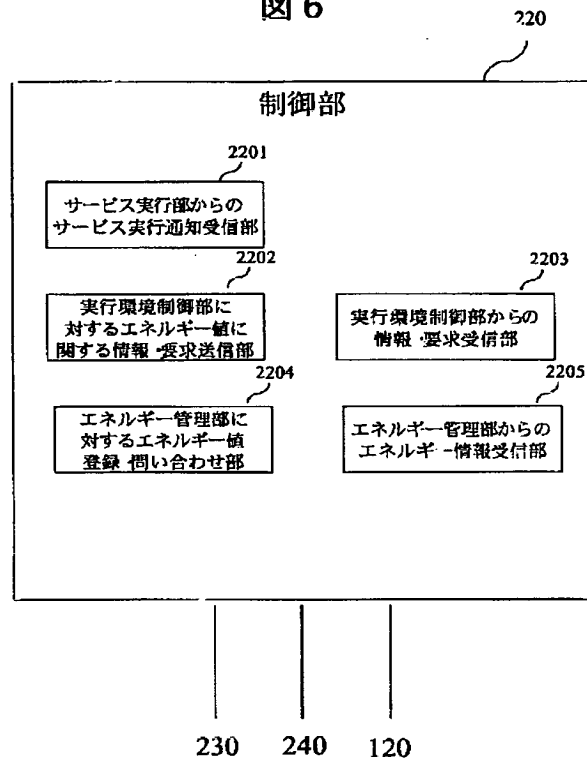 図6
220
制御部
2201
サービス実行部からの
サービス実行通知受信部
2202
実行環境制御部に
対するエネルギー値に
関する情報・要求送信部
2203
実行環境制御部からの
情報・要求受信部
2204
エネルギー管理部に
対するエネルギー値
登録・問い合わせ部
2205
エネルギー管理部からの
エネルギー情報受信部
230 240 120